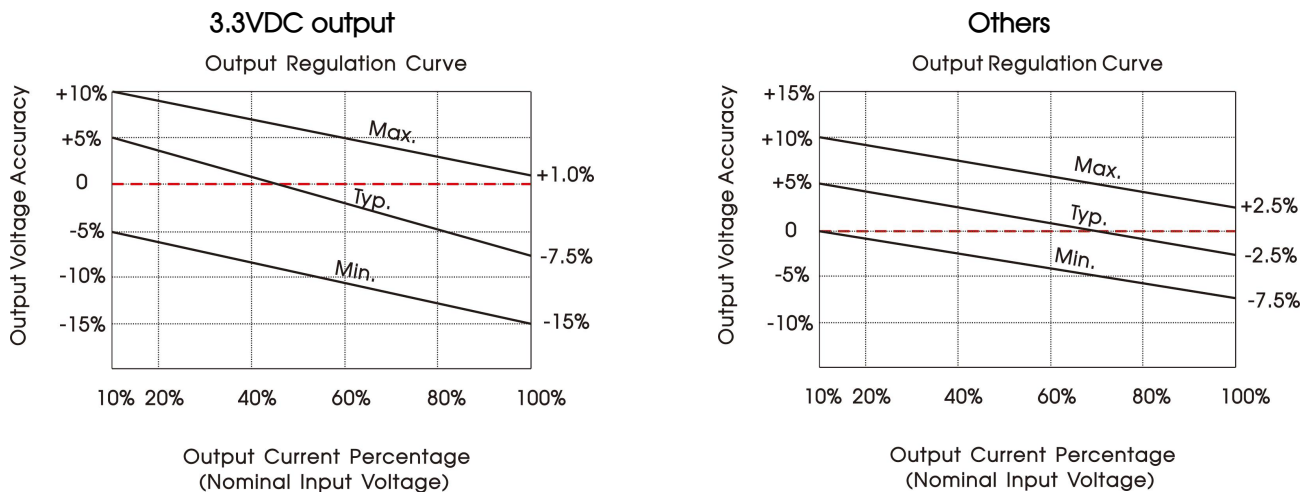 3.3VDC output
Output Regulation Curve
Output Voltage Accuracy
+10%
+5%
0
-5%
-10%
-15%
Max.
Typ.
Min.
+1.0%
-7.5%
-15%
10% 20% 40% 60% 80% 100%
Output Current Percentage
(Nominal Input Voltage)
Others
Output Regulation Curve
Output Voltage Accuracy
+15%
+10%
+5%
0
-5%
-10%
Max.
Typ.
Min.
+2.5%
-2.5%
-7.5%
10% 20% 40% 60% 80% 100%
Output Current Percentage
(Nominal Input Voltage)